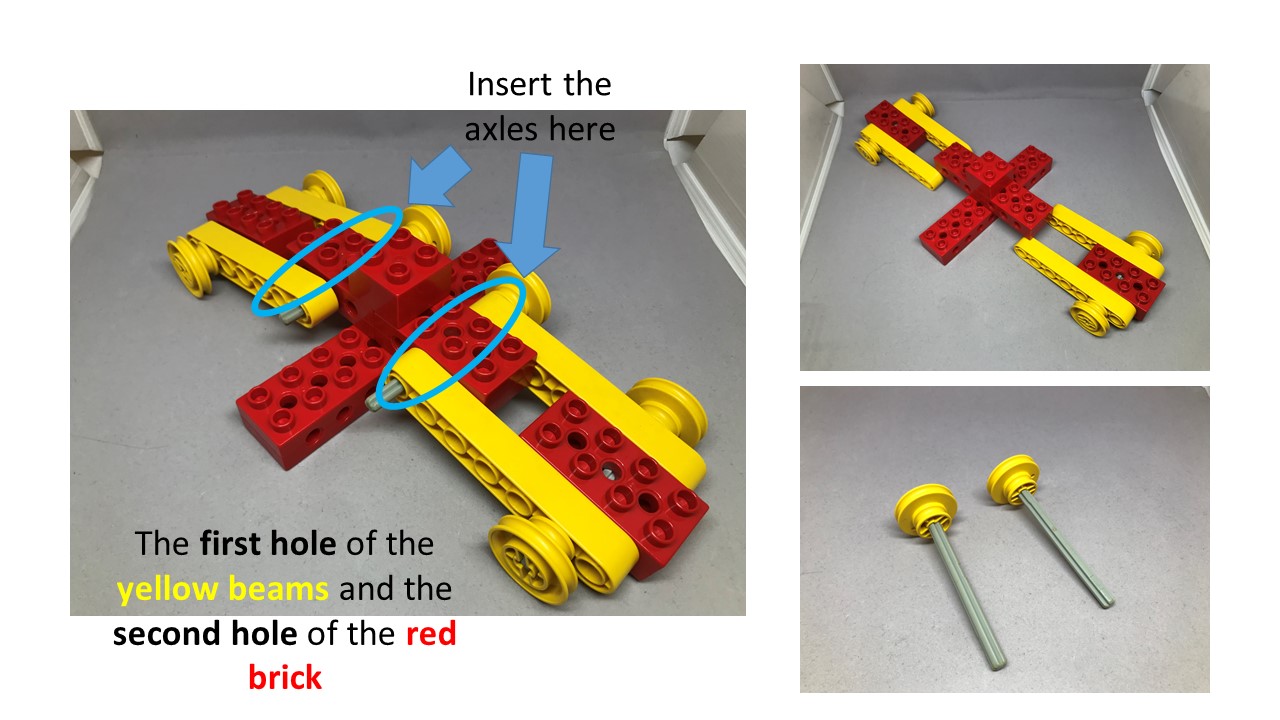 Insert the
axles here
The first hole of the
yellow beams and the
second hole of the red
brick